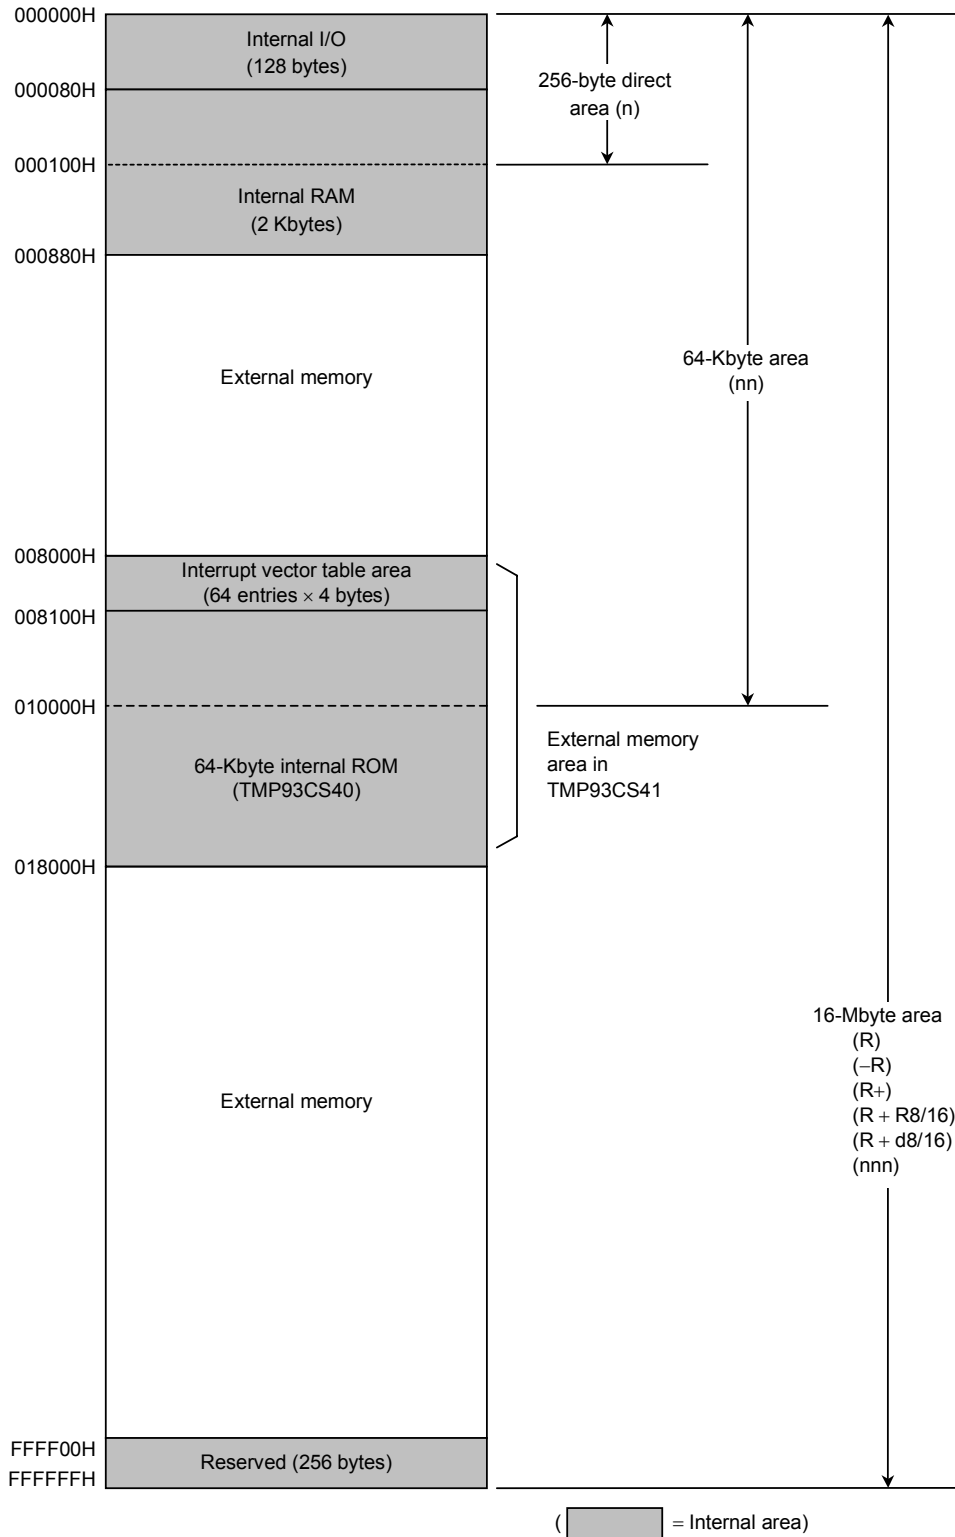 000000H
Internal I/O
(128 bytes)
000080H
256-byte direct
area (n)
000100H
Internal RAM
(2 Kbytes)
000880H
External memory
64-Kbyte area
(nn)
008000H
Interrupt vector table area
(64 entries × 4 bytes)
008100H
010000H
64-Kbyte internal ROM
(TMP93CS40)
External memory
area in
TMP93CS41
018000H
16-Mbyte area
(R)
(−R)
(R+)
(R + R8/16)
(R + d8/16)
(nnn)
External memory
FFFF00H
Reserved (256 bytes)
FFFFFFH
( = Internal area)